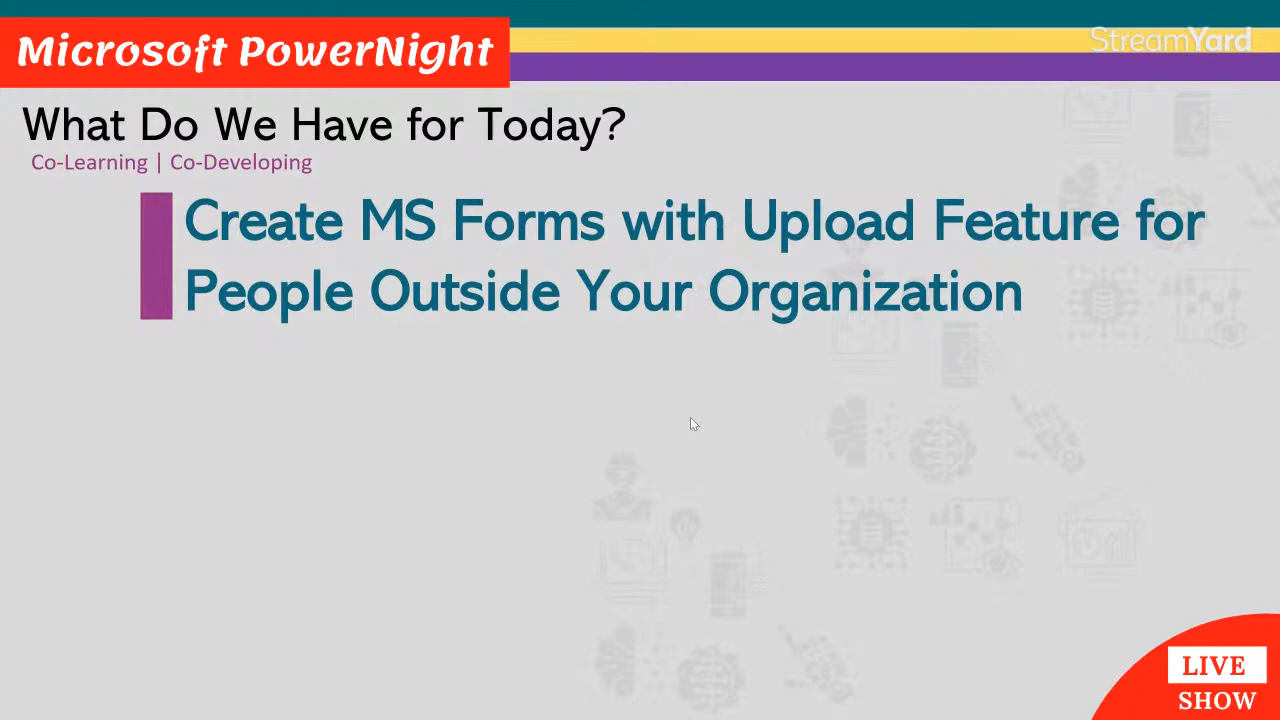 Microsoft PowerNight
StreamYard
What Do We Have for Today?
Co-Learning | Co-Developing
Create MS Forms with Upload Feature for
People Outside Your Organization
LIVE
SHOW